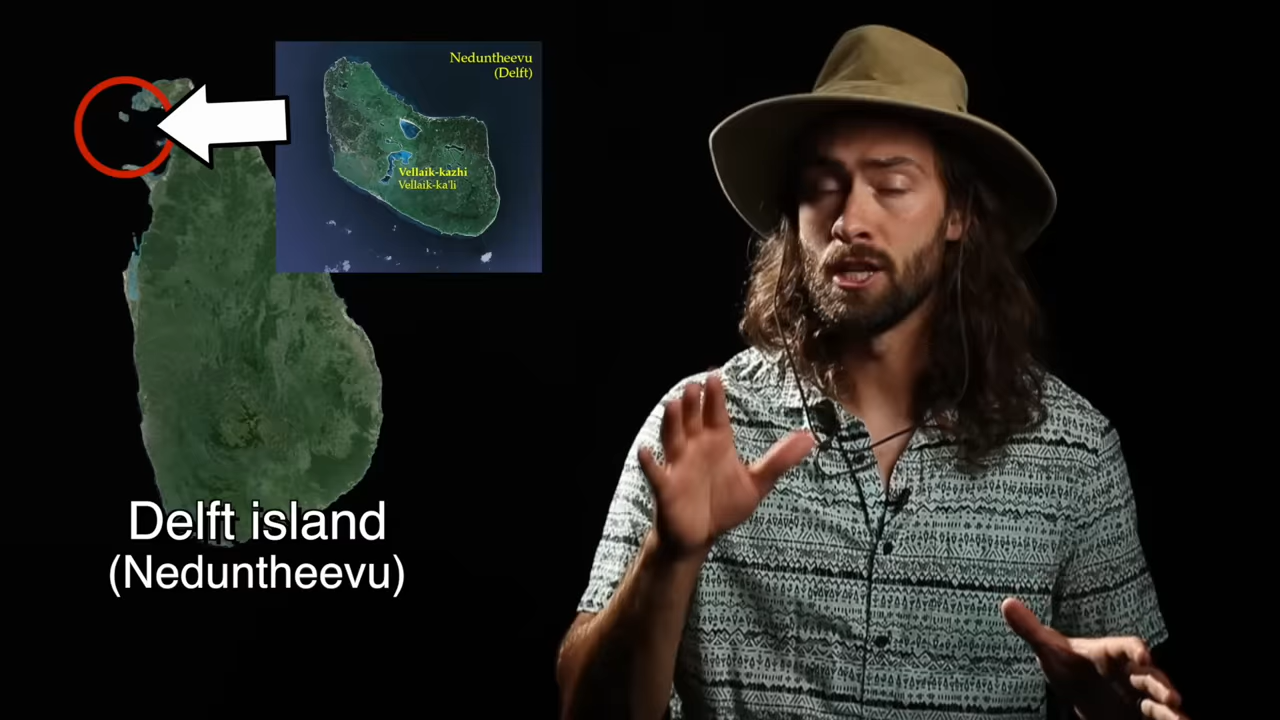 Neduntheevu
(Delft)
Vellaik-kazhi
Vellaik-ka'li
Delft island
(Neduntheevu)